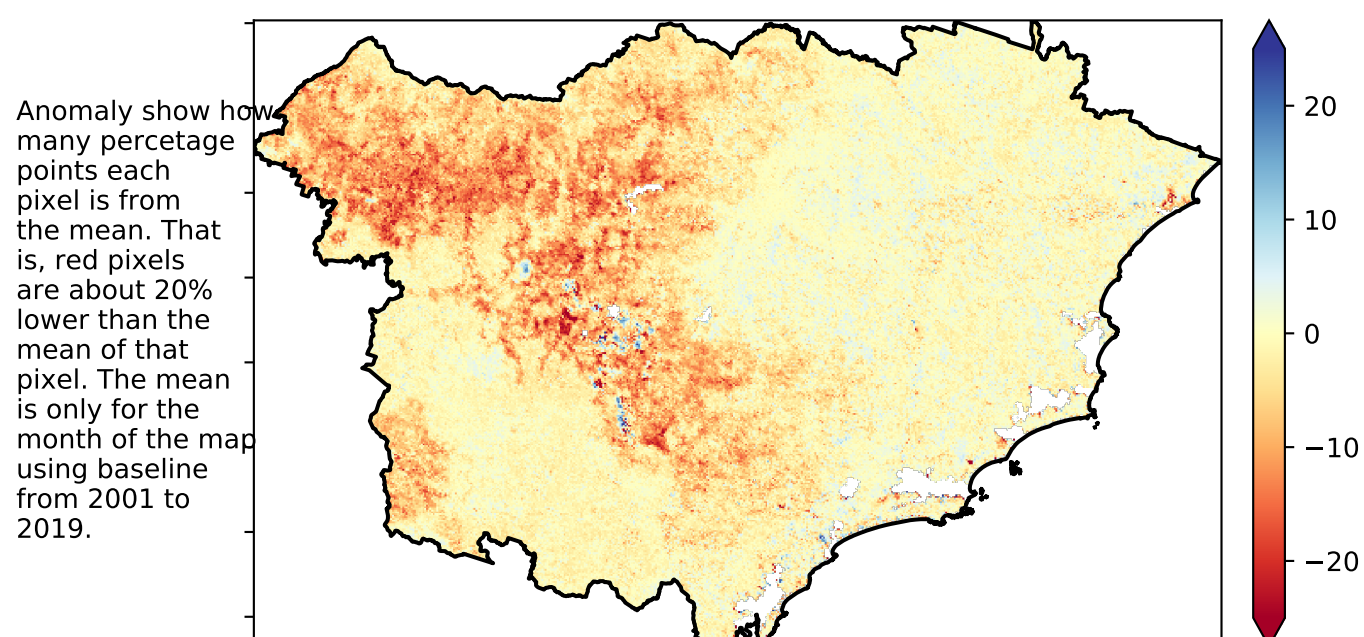 Anomaly show how
many percetage
points each
pixel is from
the mean. That
is, red pixels
are about 20%
lower than the
mean of that
pixel. The mean
is only for the
month of the map
using baseline
from 2001 to
2019.
20
10
0
−10
−20